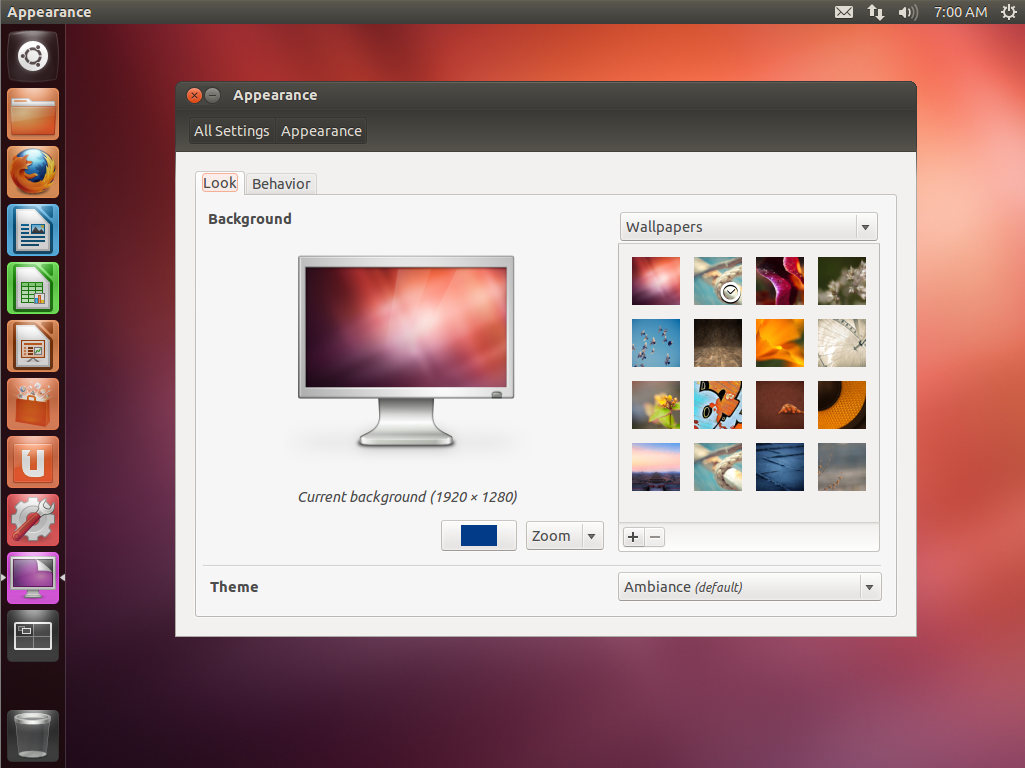 Appearance
7:00 AM
Appearance
All Settings
Appearance
Look
Behavior
Background
Wallpapers
Current background (1920 × 1280)
Zoom
Theme
Ambiance (default)